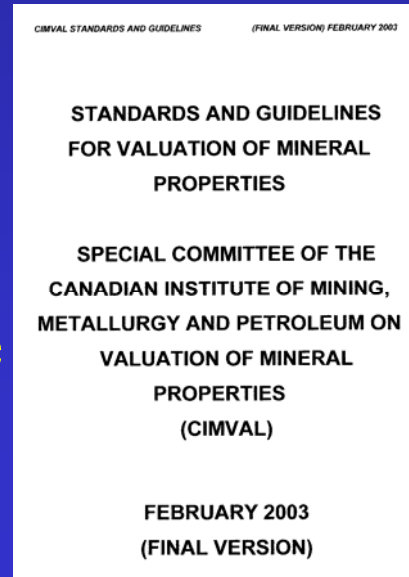 CIMVAL STANDARDS AND GUIDELINES (FINAL VERSION) FEBRUARY 2003
STANDARDS AND GUIDELINES
FOR VALUATION OF MINERAL
PROPERTIES
SPECIAL COMMITTEE OF THE
CANADIAN INSTITUTE OF MINING,
METALLURGY AND PETROLEUM ON
VALUATION OF MINERAL
PROPERTIES
(CIMVAL)
FEBRUARY 2003
(FINAL VERSION)